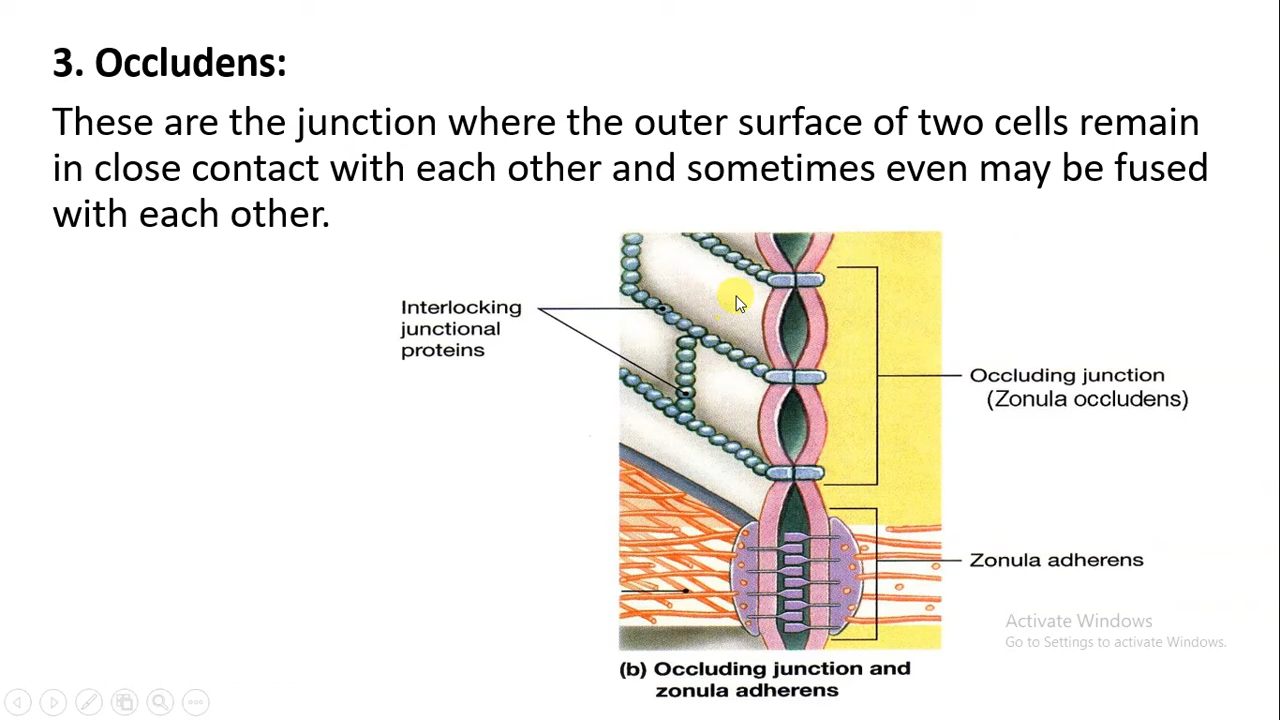 3. Occludens:
These are the junction where the outer surface of two cells remain
in close contact with each other and sometimes even may be fused
with each other.
Interlocking
junctional
proteins
Occluding junction
(Zonula occludens)
Zonula adherens
Activate Windows
Go to Settings to activate Windows.
(b) Occluding junction and
zonula adherens